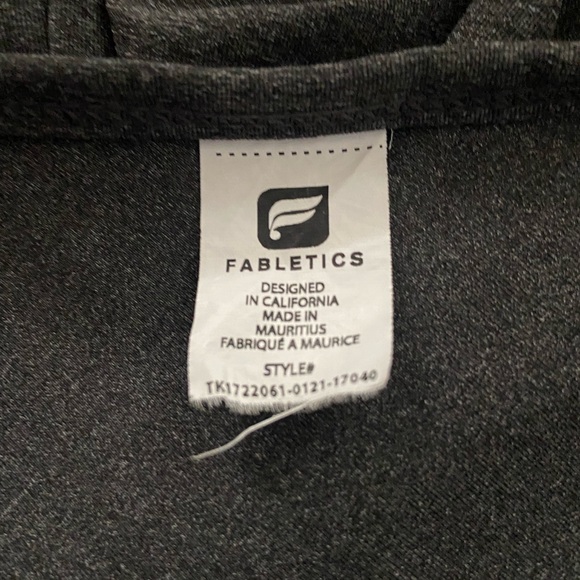 FABLETICS
DESIGNED
IN CALIFORNIA
MADE IN
MAURITIUS
FABRIQUÉ A MAURICE
STYLE#
TK1722061-0121-17040